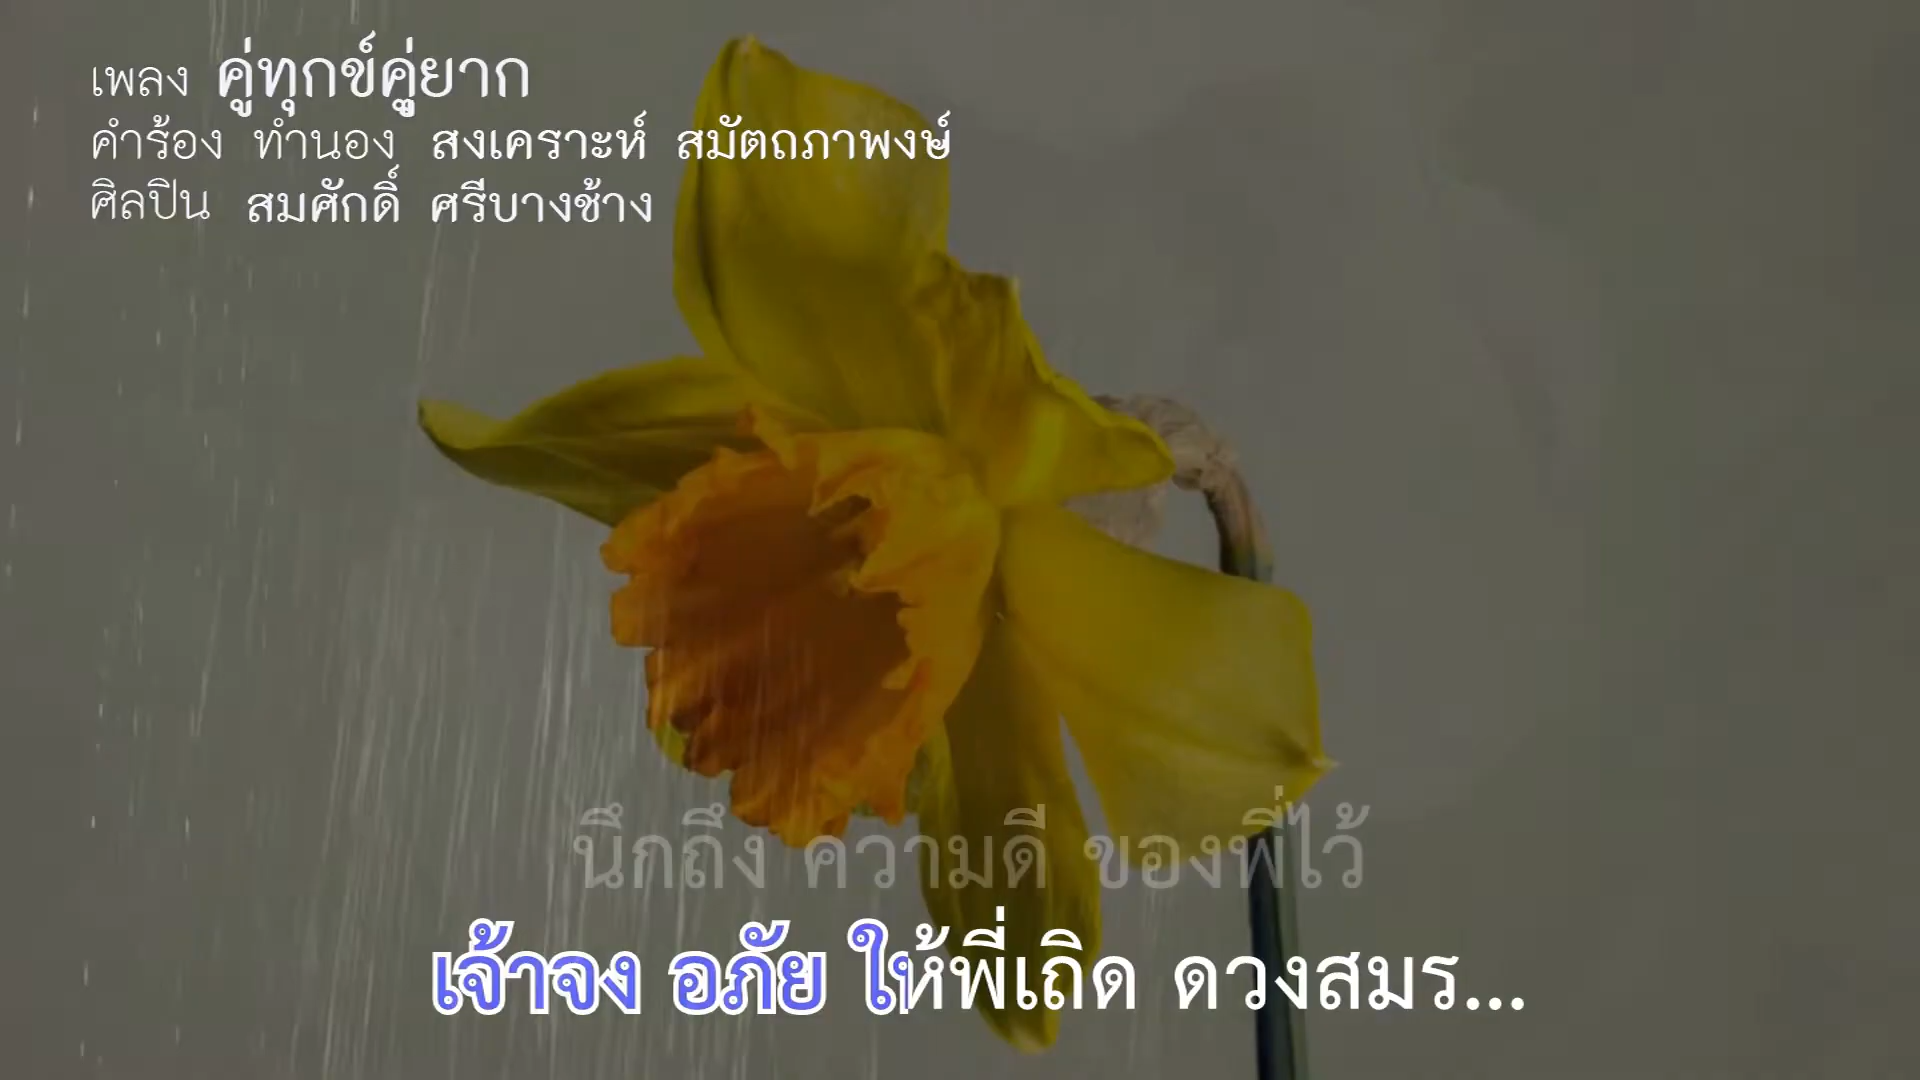 เพลง คู่ทุกข์คู่ยาก
คำร้อง ทำนอง สงเคราะห์ สมัตถภาพงษ์
ศิลปิน สมศักดิ์ ศรีบางช้าง
นึกถึง ความดี ของพี่ไว้
เจ้าจง อภัย ให้พี่เถิด ดวงสมร...